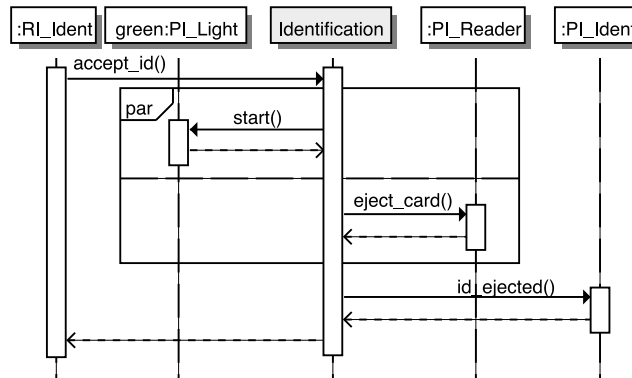 :RI_Ident
green:PI_Light
Identification
:PI_Reader
:PI_Ident
accept_id()
par
start()
eject_card()
id_ejected()